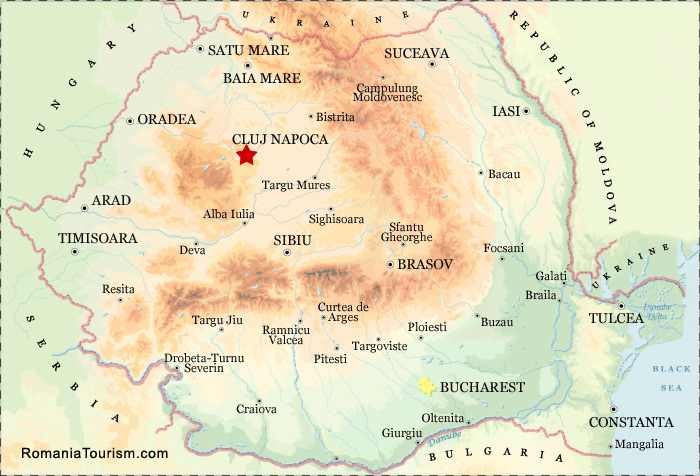 UKRAINE
HUNGARY
SATU MARE
SUCEAVA
REPUBLIC OF MOLDOVA
BAIA MARE
Campulung
Moldovenesc
IASI
ORADEA
Bistrita
CLUJ NAPOCA
Bacau
Targu Mures
ARAD
Alba Iulia
Sighisoara
TIMISOARA
Deva
SIBIU
Sfantu
Gheorghe
Focsani
BRASOV
UKRAINE
Resita
Galati
Braila
Danube
Delta
TULCEA
Targu Jiu
Ramnicu
Valcea
Curtea de
Arges
Ploiesti
Buzau
SERBIA
Pitesti
Targoviste
Drobeta-Turnu
Severin
BLACK
SEA
BUCHAREST
Craiova
Oltenita
CONSTANTA
Giurgiu
Danube
Mangalia
BULGARIA
RomaniaTourism.com